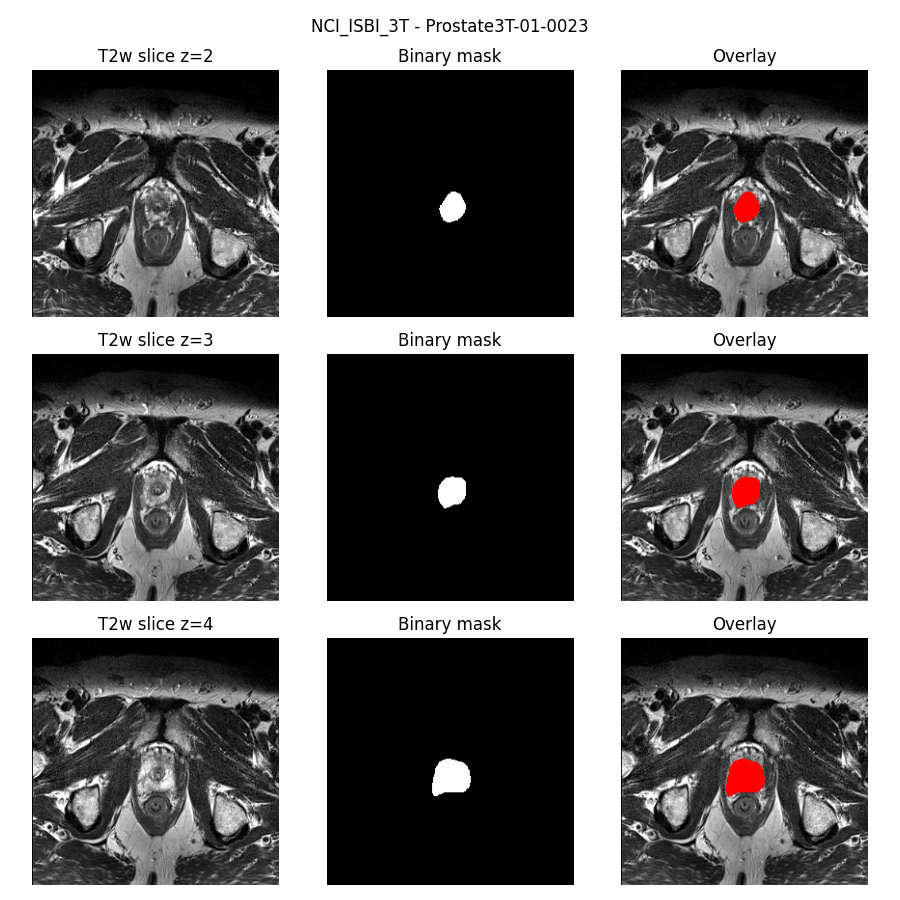 NCI_ISBI_3T - Prostate3T-01-0023
T2w slice z=2
Binary mask
Overlay
T2w slice z=3
Binary mask
Overlay
T2w slice z=4
Binary mask
Overlay